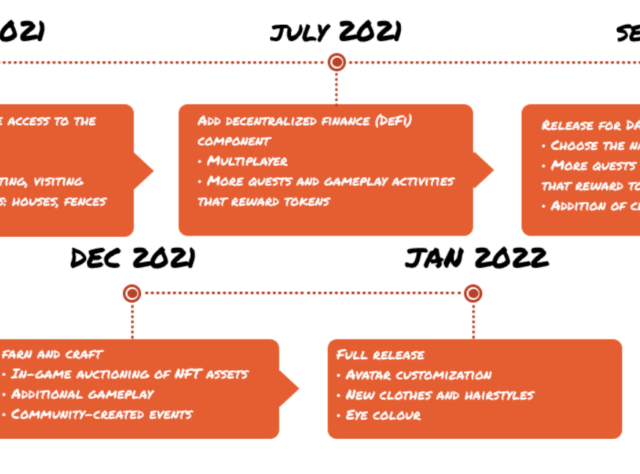 2021
July 2021
Se
e access to the
ting, visiting
s: houses, fences
Add decentralized finance (DeFi)
component
• Multiplayer
• More quests and gameplay activities
that reward tokens
Release for DA
• Choose the na
• More quests
that reward to
• Addition of c
Dec 2021
Jan 2022
farn and craft
• In-game auctioning of NFT assets
• Additional gameplay
• Community-created events
Full release
• Avatar customization
• New clothes and hairstyles
• Eye colour